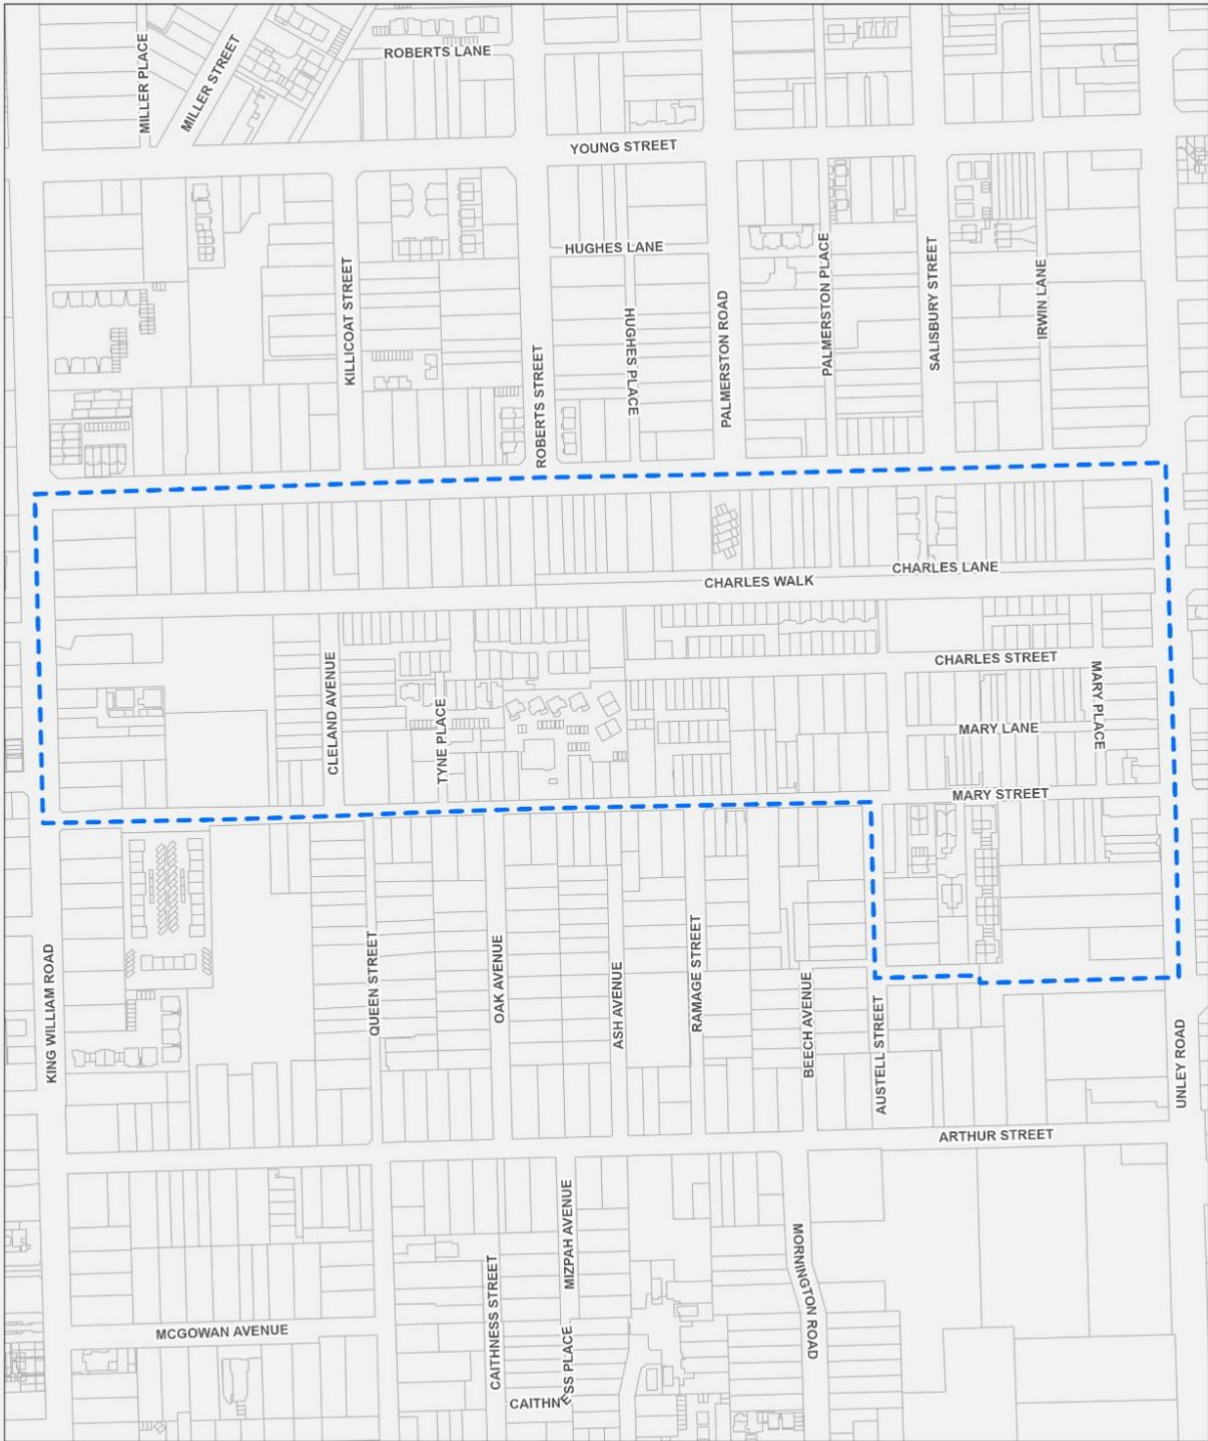 ROBERTS LANE
MILLER PLACE
MILLER STREET
YOUNG STREET
HUGHES LANE
KILLICOAT STREET
ROBERTS STREET
HUGHES PLACE
PALMERSTON ROAD
PALMERSTON PLACE
SALISBURY STREET
IRWIN LANE
CHARLES LANE
CHARLES WALK
CHARLES STREET
CLELAND AVENUE
TYNE PLACE
MARY LANE
MARY PLACE
MARY STREET
KING WILLIAM ROAD
QUEEN STREET
OAK AVENUE
ASH AVENUE
RAMAGE STREET
BEECH AVENUE
AUSTELL STREET
UNLEY ROAD
ARTHUR STREET
MIZPAH AVENUE
CAITHNESS STREET
MORNINGTON ROAD
MCGOWAN AVENUE
CAITHNESS PLACE